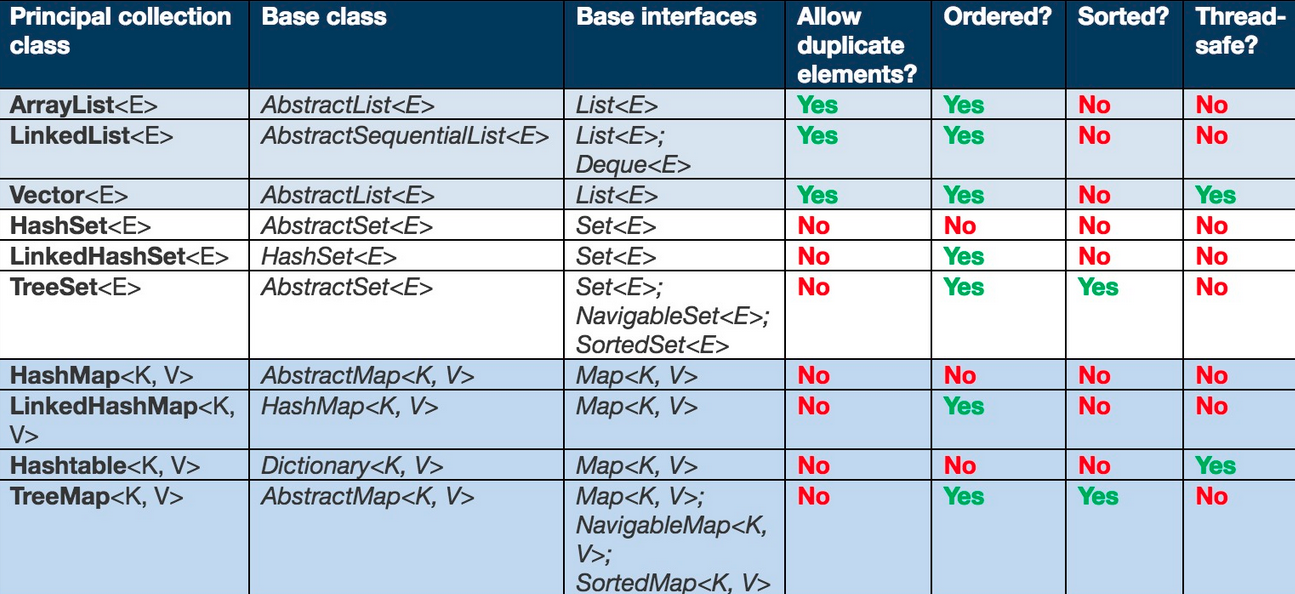 Principal collection class | Base class | Base interfaces | Allow duplicate elements? | Ordered? | Sorted? | Thread-safe?
ArrayList<E> | AbstractList<E> | List<E> | Yes | Yes | No | No
LinkedList<E> | AbstractSequentialList<E> | List<E>; Deque<E> | Yes | Yes | No | No
Vector<E> | AbstractList<E> | List<E> | Yes | Yes | No | Yes
HashSet<E> | AbstractSet<E> | Set<E> | No | No | No | No
LinkedHashSet<E> | HashSet<E> | Set<E> | No | Yes | No | No
TreeSet<E> | AbstractSet<E> | Set<E>; NavigableSet<E>; SortedSet<E> | No | Yes | Yes | No
HashMap<K, V> | AbstractMap<K, V> | Map<K, V> | No | No | No | No
LinkedHashMap<K, V> | HashMap<K, V> | Map<K, V> | No | Yes | No | No
Hashtable<K, V> | Dictionary<K, V> | Map<K, V> | No | No | No | Yes
TreeMap<K, V> | AbstractMap<K, V> | Map<K, V>; NavigableMap<K, V>; SortedMap<K, V> | No | Yes | Yes | No